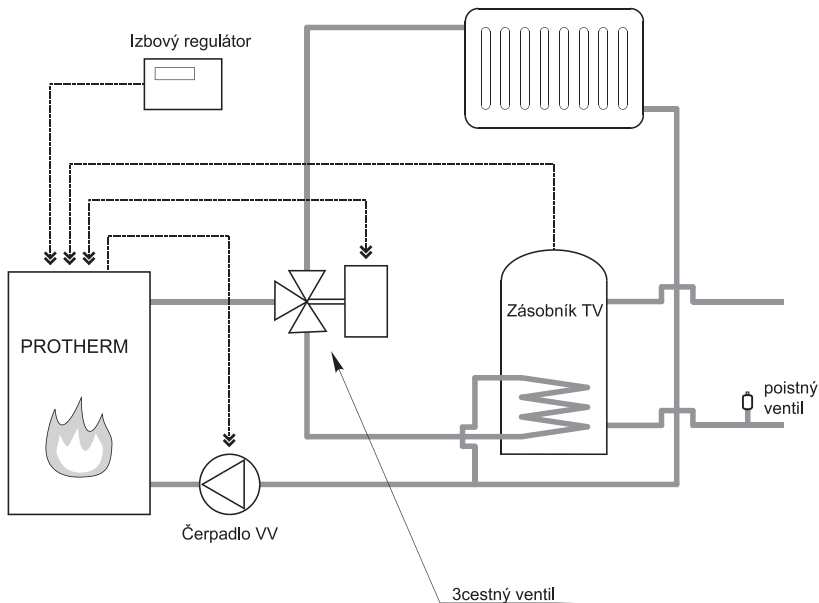 Izbový regulátor
Zásobník TV
PROTHERM
poistný
ventil
Čerpadlo VV
3cestný ventil